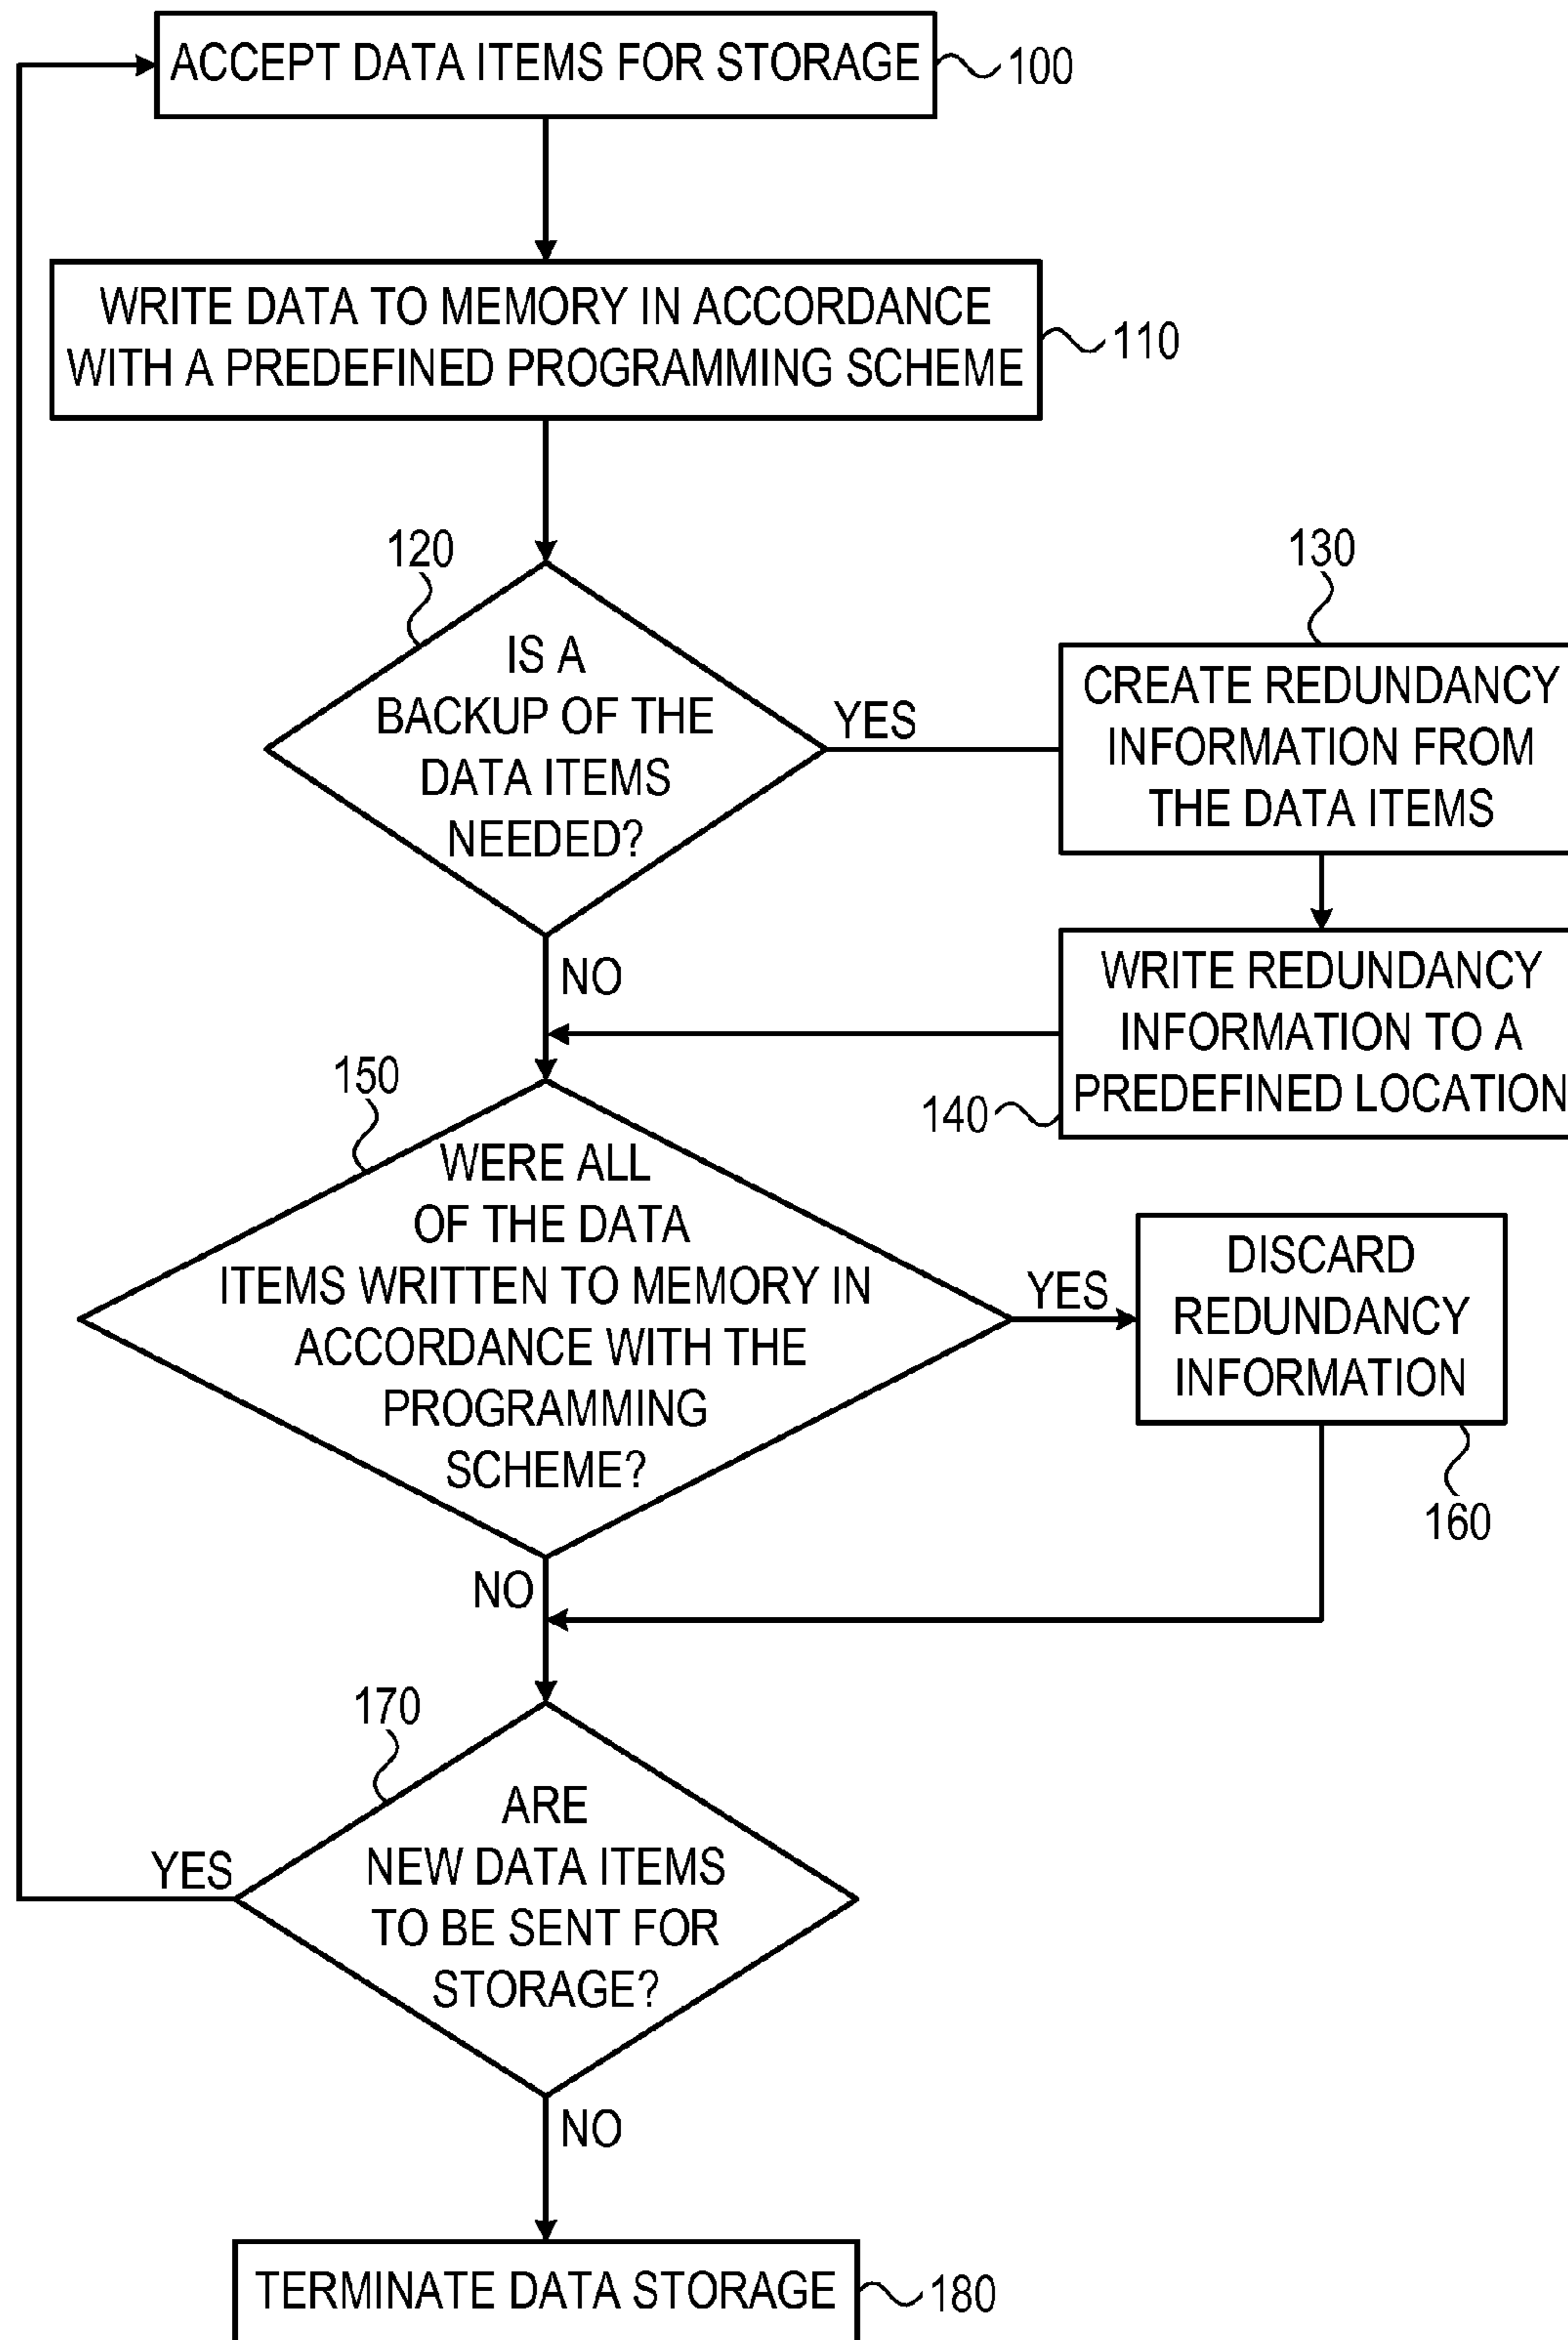 ACCEPT DATA ITEMS FOR STORAGE
100
WRITE DATA TO MEMORY IN ACCORDANCE
WITH A PREDEFINED PROGRAMMING SCHEME
110
120
IS A
BACKUP OF THE
DATA ITEMS
NEEDED?
YES
130
CREATE REDUNDANCY
INFORMATION FROM
THE DATA ITEMS
NO
WRITE REDUNDANCY
INFORMATION TO A
PREDEFINED LOCATION
140
150
WERE ALL
OF THE DATA
ITEMS WRITTEN TO MEMORY IN
ACCORDANCE WITH THE
PROGRAMMING
SCHEME?
YES
DISCARD
REDUNDANCY
INFORMATION
160
NO
170
ARE
NEW DATA ITEMS
TO BE SENT FOR
STORAGE?
YES
NO
TERMINATE DATA STORAGE
180